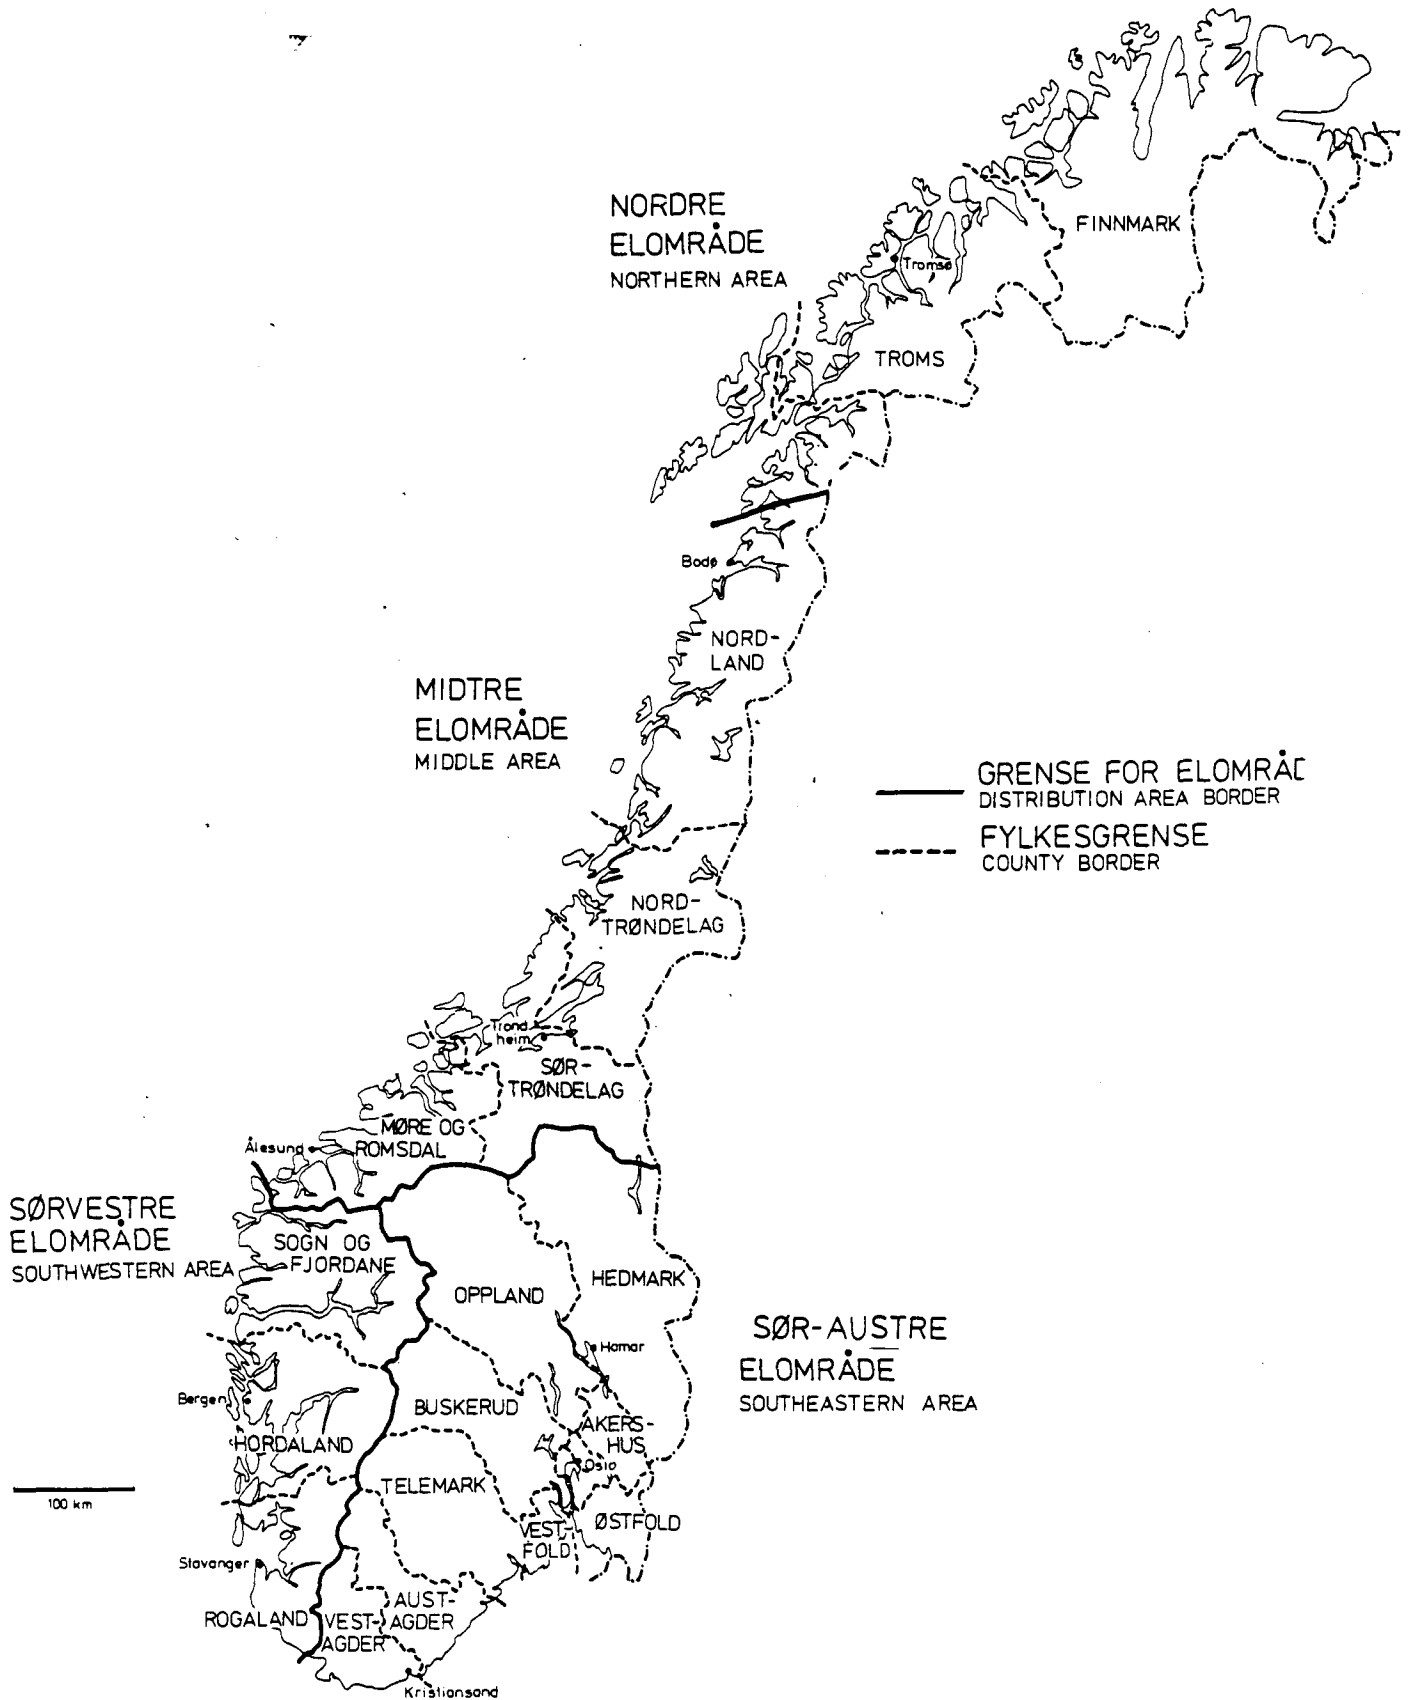 NORDRE
ELOMRÅDE
NORTHERN AREA
FINNMARK
Tromsø
TROMS
Bodø
NORD-
LAND
MIDTRE
ELOMRÅDE
MIDDLE AREA
GRENSE FOR ELOMRÅD
DISTRIBUTION AREA BORDER
FYLKESGRENSE
COUNTY BORDER
NORD-
TRØNDELAG
Trond
heim
SØR-
TRØNDELAG
MØRE OG
ROMSDAL
Ålesund
SØRVESTRE
ELOMRÅDE
SOUTHWESTERN AREA
SOGN OG
FJORDANE
OPPLAND
HEDMARK
SØR-AUSTRE
ELOMRÅDE
SOUTHEASTERN AREA
Hamar
Bergen
BUSKERUD
AKERS-
HUS
HORDALAND
Oslo
TELEMARK
100 km
VEST-
FOLD
ØSTFOLD
Stavanger
ROGALAND
VEST-
AGDER
AUST-
AGDER
Kristiansand